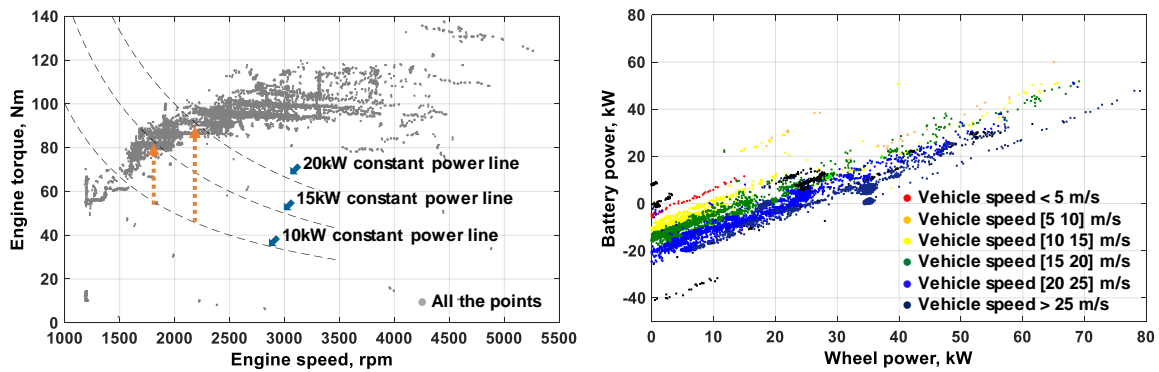 Engine torque, Nm
140
120
100
80
60
40
20
0
1000
1500
2000
2500
3000
3500
4000
4500
5000
5500
Engine speed, rpm
20kW constant power line
15kW constant power line
10kW constant power line
All the points
Battery power, kW
80
60
40
20
0
-20
-40
0
10
20
30
40
50
60
70
80
Wheel power, kW
Vehicle speed < 5 m/s
Vehicle speed [5 10] m/s
Vehicle speed [10 15] m/s
Vehicle speed [15 20] m/s
Vehicle speed [20 25] m/s
Vehicle speed > 25 m/s